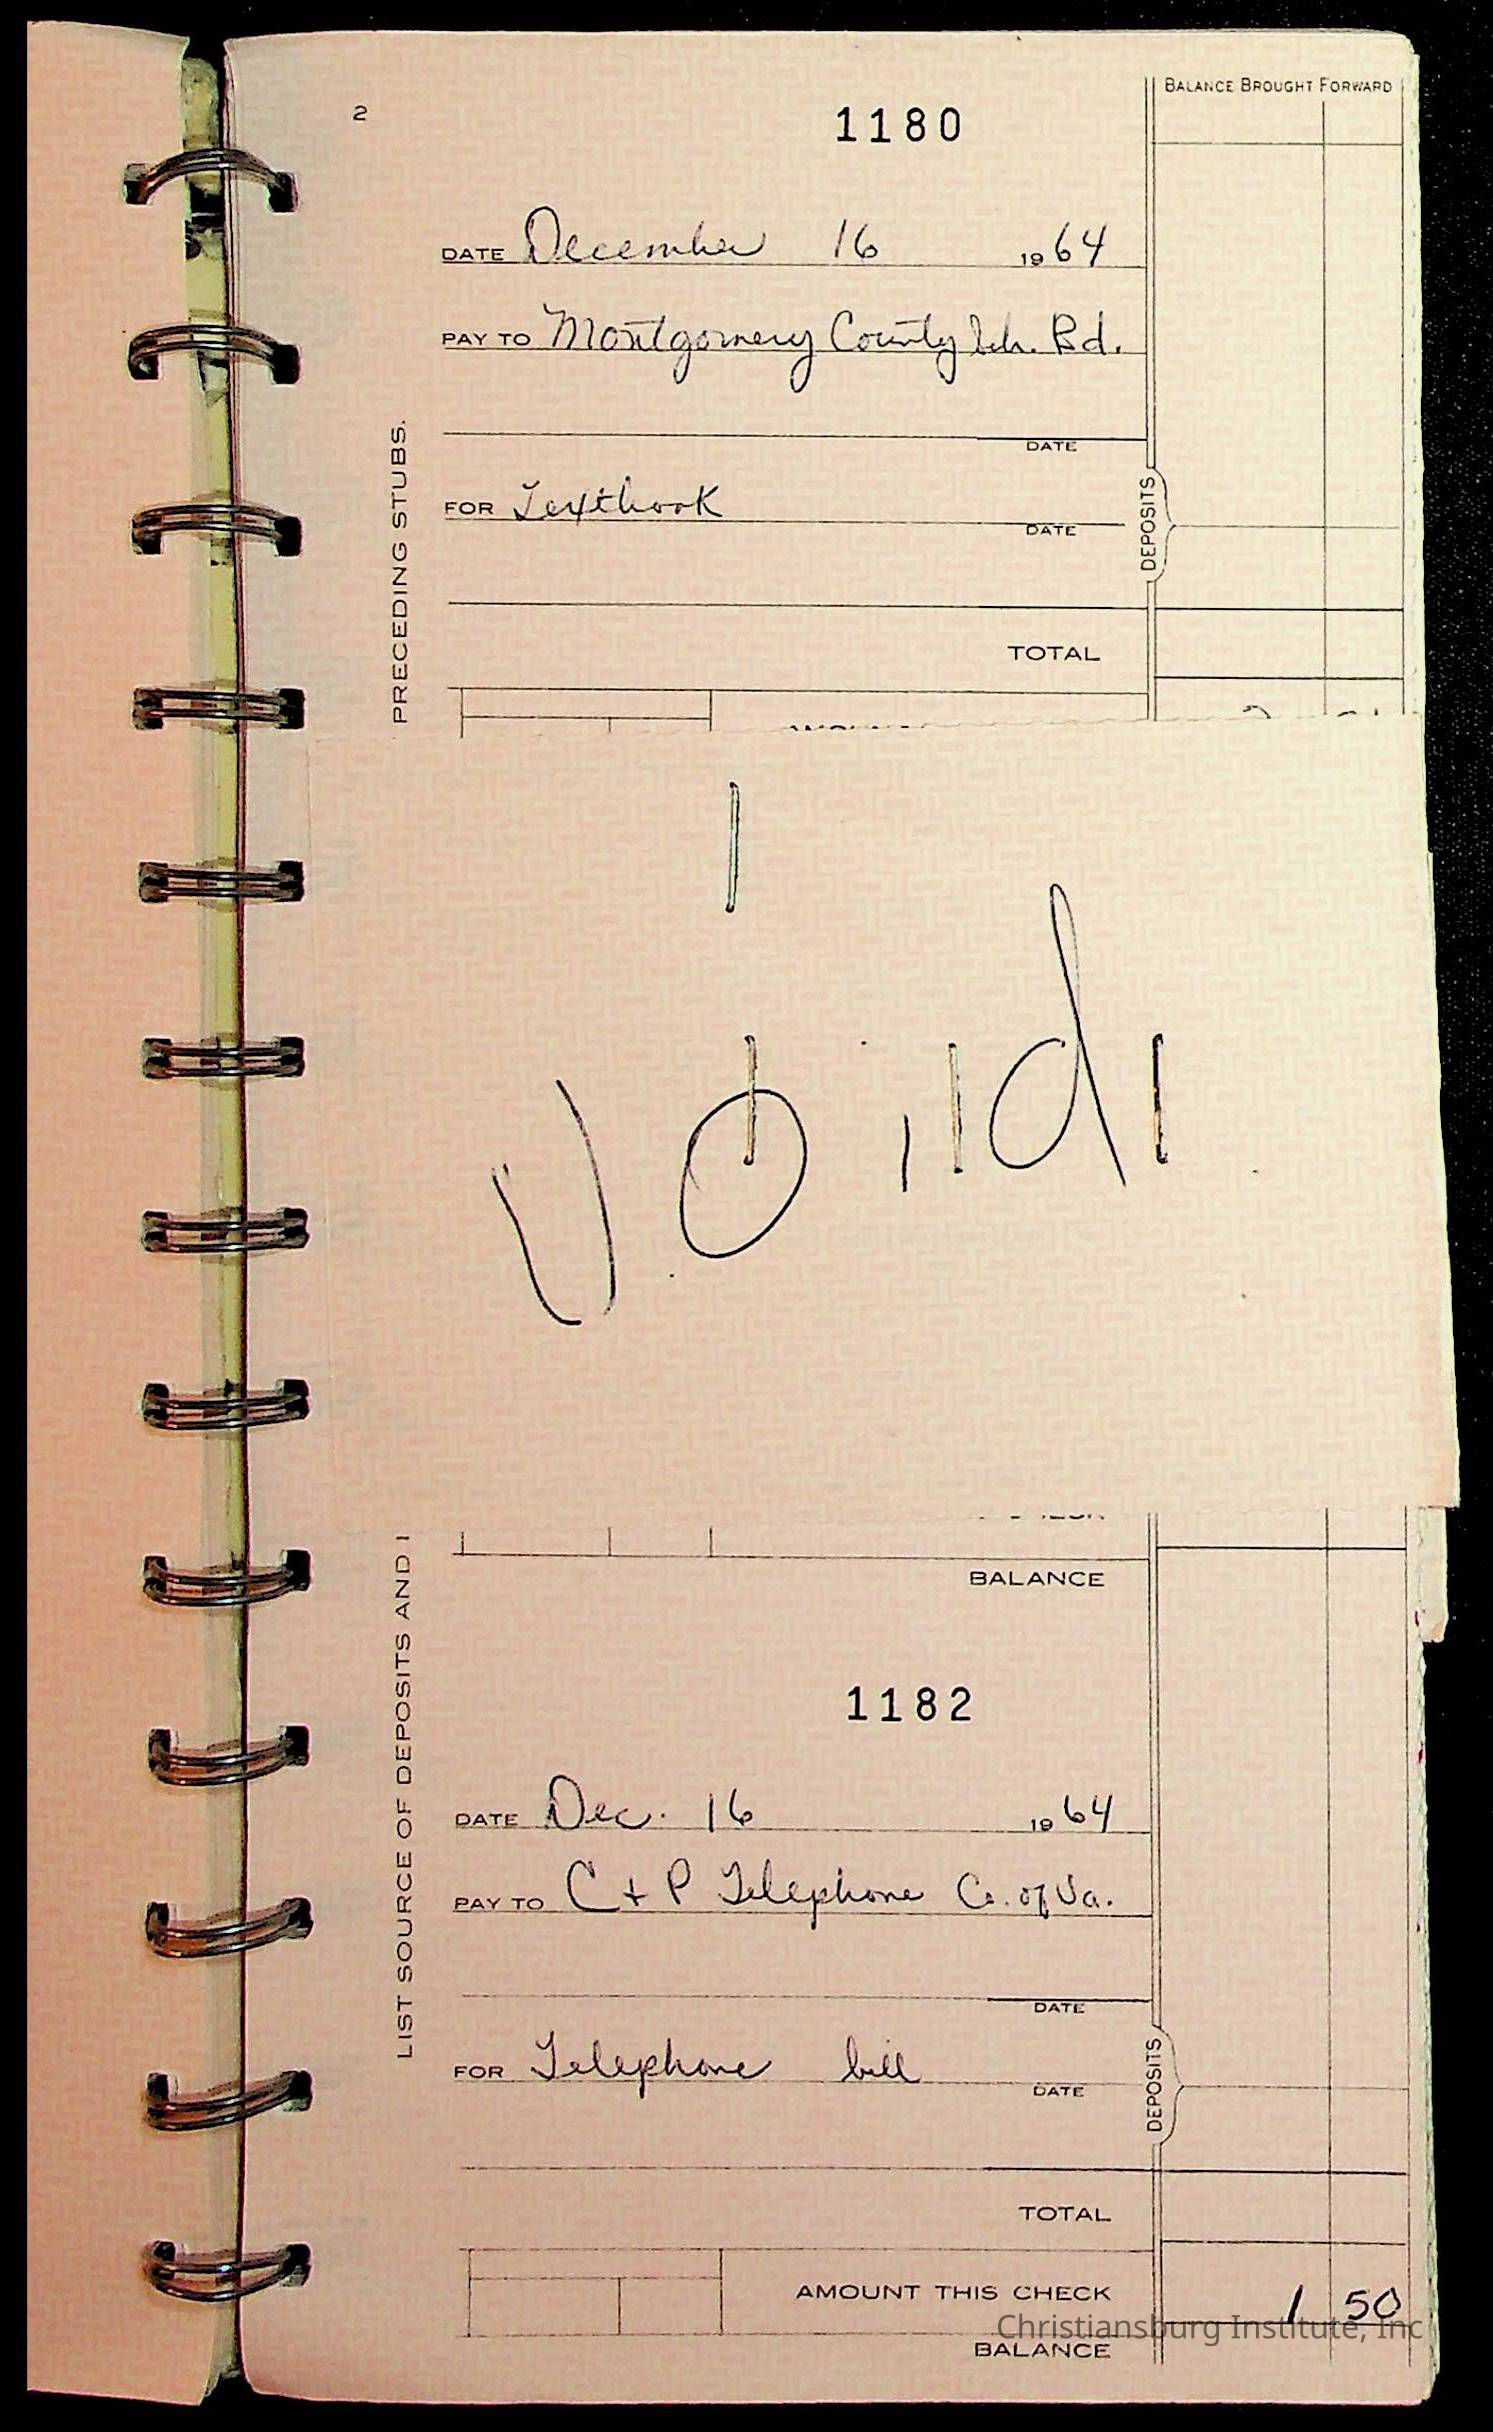 2
1180
BALANCE BROUGHT FORWARD
DATE December 16 1964
PAY TO Montgomery County Sch. Bd.
DATE
FOR Textbook
DATE
DEPOSITS
TOTAL
PRECEDING STUBS.
Void
BALANCE
1182
DATE Dec. 16 1964
PAY TO C + P Telephone Co. of Va.
DATE
FOR Telephone bill
DATE
DEPOSITS
TOTAL
LIST SOURCE OF DEPOSITS AND
AMOUNT THIS CHECK 1 50
BALANCE
Christiansburg Institute, Inc